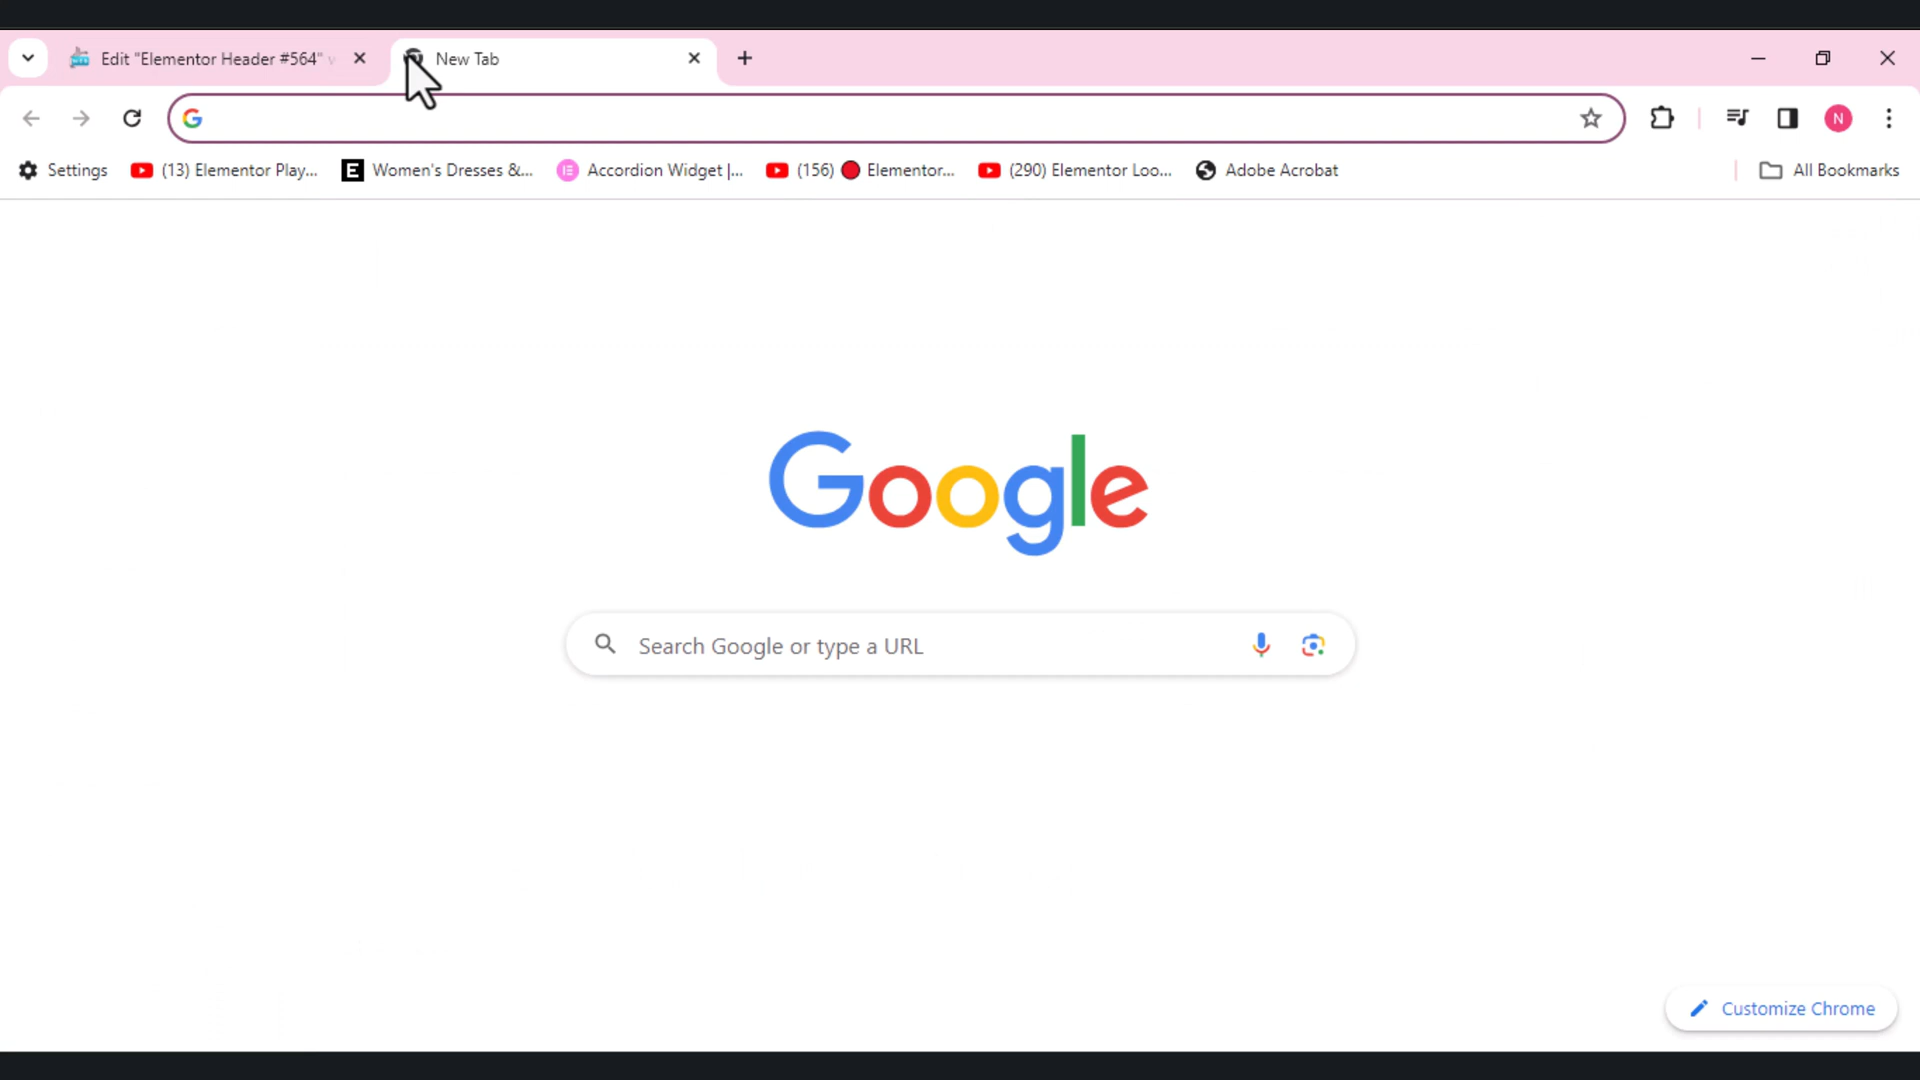 Edit "Elementor Header #564"
New Tab
Settings
(13) Elementor Play...
E
Women's Dresses &...
Accordion Widget |...
(156)
Elementor...
(290) Elementor Loo...
Adobe Acrobat
All Bookmarks
N
Google
Search Google or type a URL
Customize Chrome